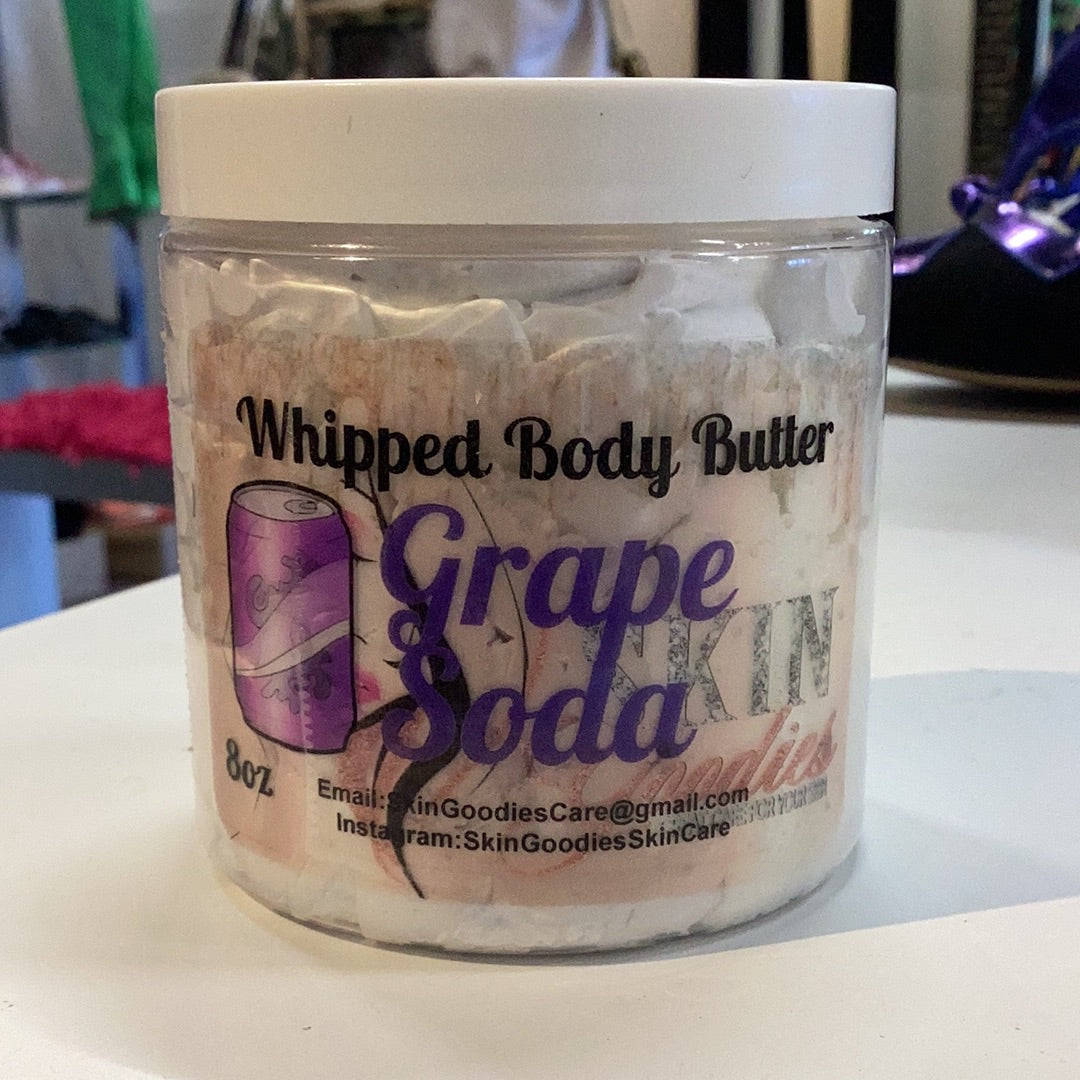 Whipped Body Butter
Grape
Soda
SKIN
Goodies
8oz
Email:SkinGoodiesCare@gmail.com
Instagram:SkinGoodiesSkinCare